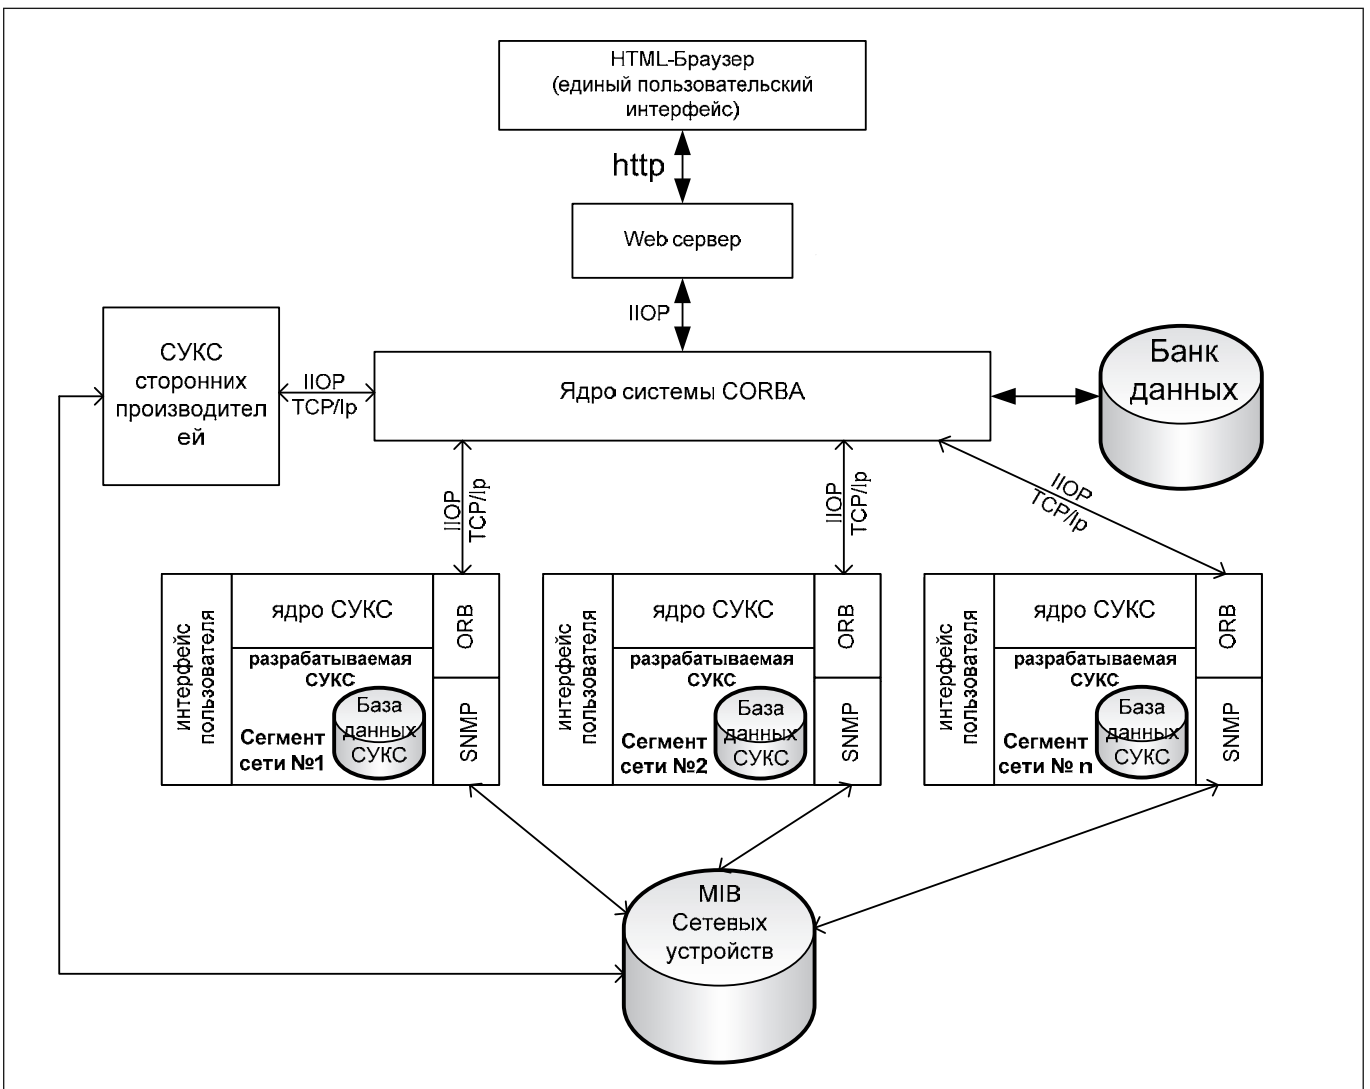 HTML-Браузер
(единый пользовательский
интерфейс)
http
Web сервер
IIOP
СУКС
сторонних
производител
ей
IIOP
TCP/Ip
Ядро системы CORBA
Банк
данных
IIOP
TCP/Ip
IIOP
TCP/Ip
IIOP
TCP/Ip
интерфейс
пользователя
ядро СУКС
разрабатываемая
СУКС
База
данных
СУКС
Сегмент
сети №1
ORB
SNMP
интерфейс
пользователя
ядро СУКС
разрабатываемая
СУКС
База
данных
СУКС
Сегмент
сети №2
ORB
SNMP
интерфейс
пользователя
ядро СУКС
разрабатываемая
СУКС
База
данных
СУКС
Сегмент
сети № n
ORB
SNMP
MIB
Сетевых
устройств